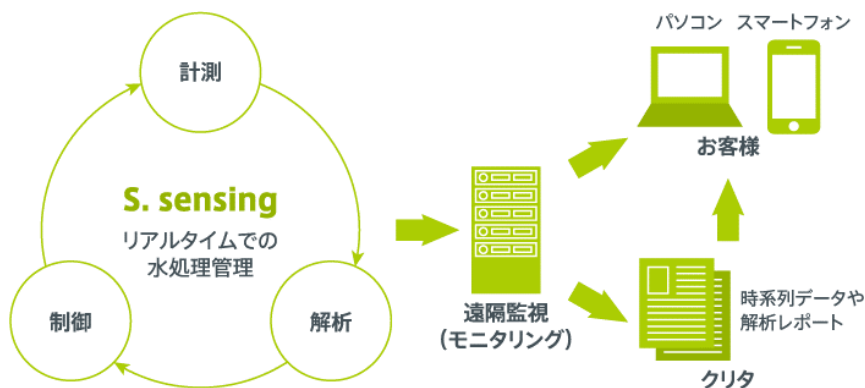 計測
S. sensing
リアルタイムでの
水処理管理
制御
解析
遠隔監視
(モニタリング)
パソコン スマートフォン
お客様
時系列データや
解析レポート
クリタ